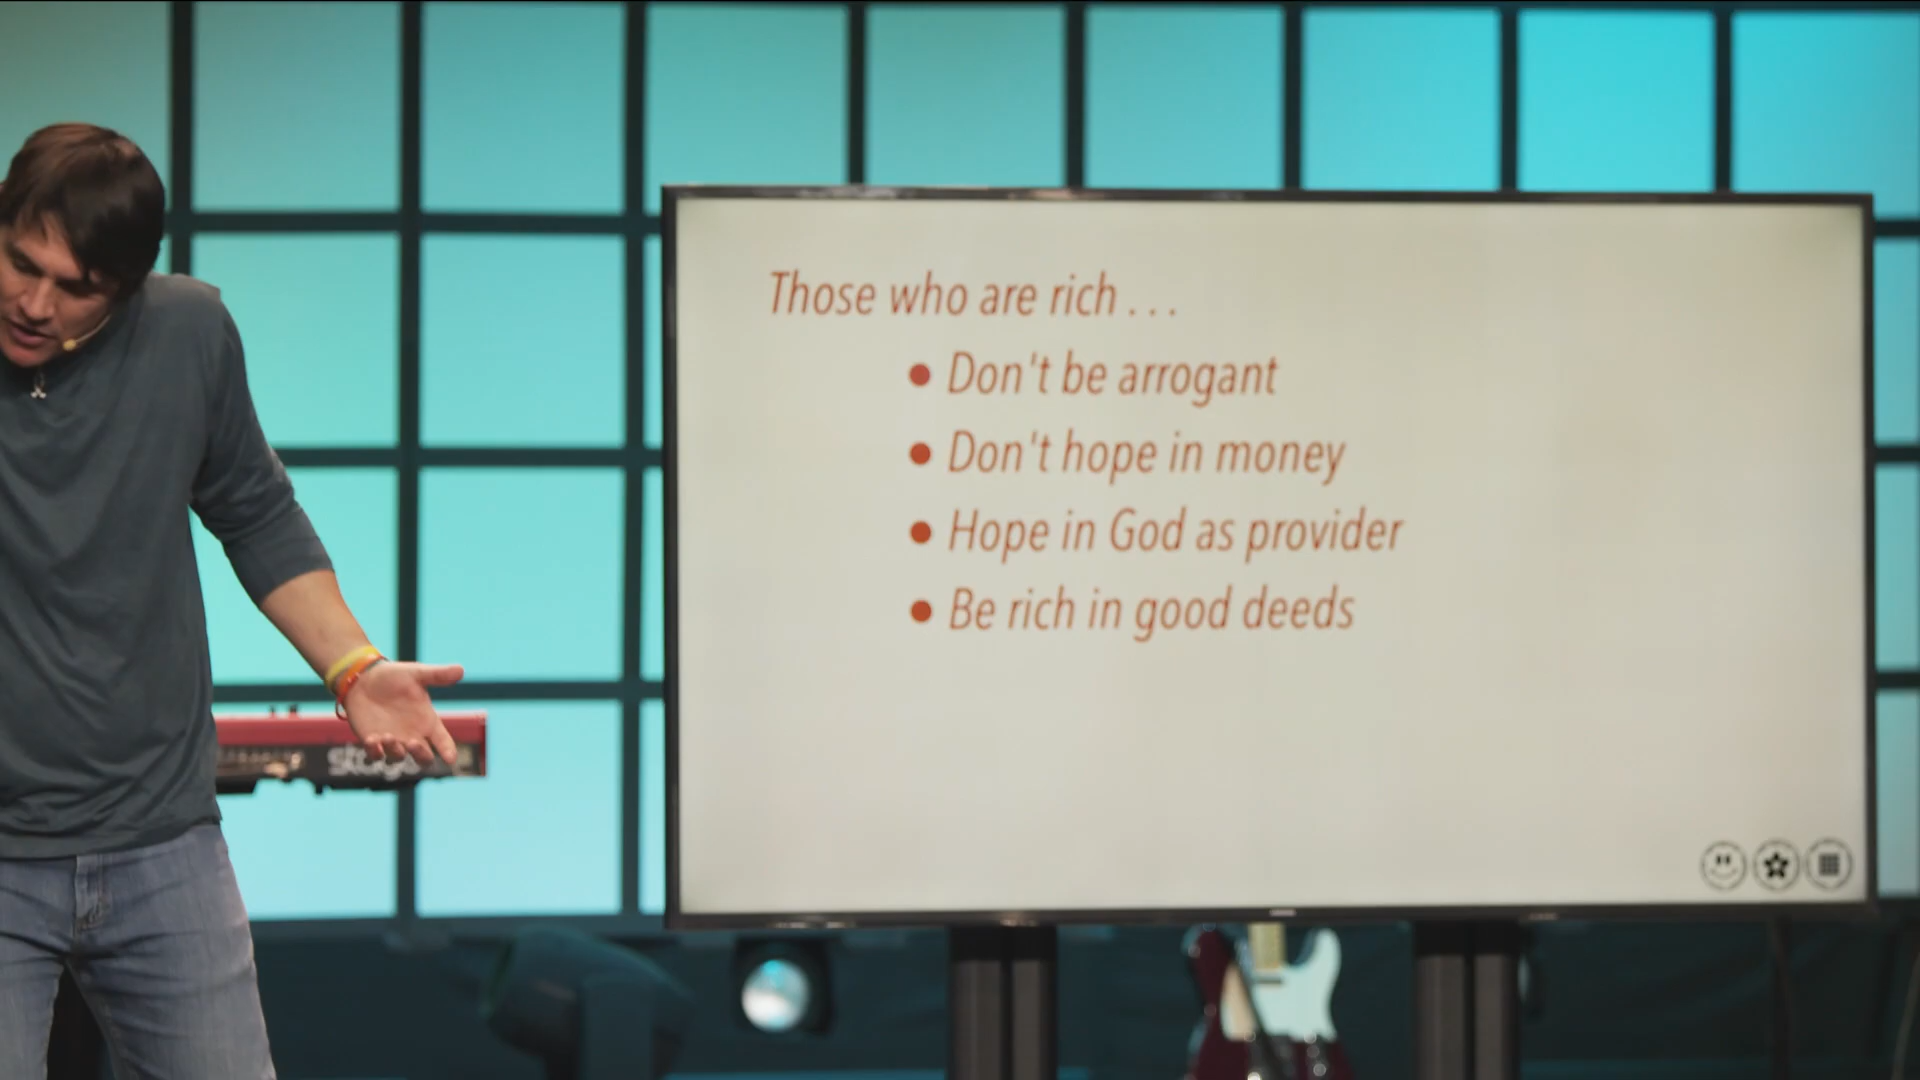 Those who are rich . . .
• Don't be arrogant
• Don't hope in money
• Hope in God as provider
• Be rich in good deeds
stage